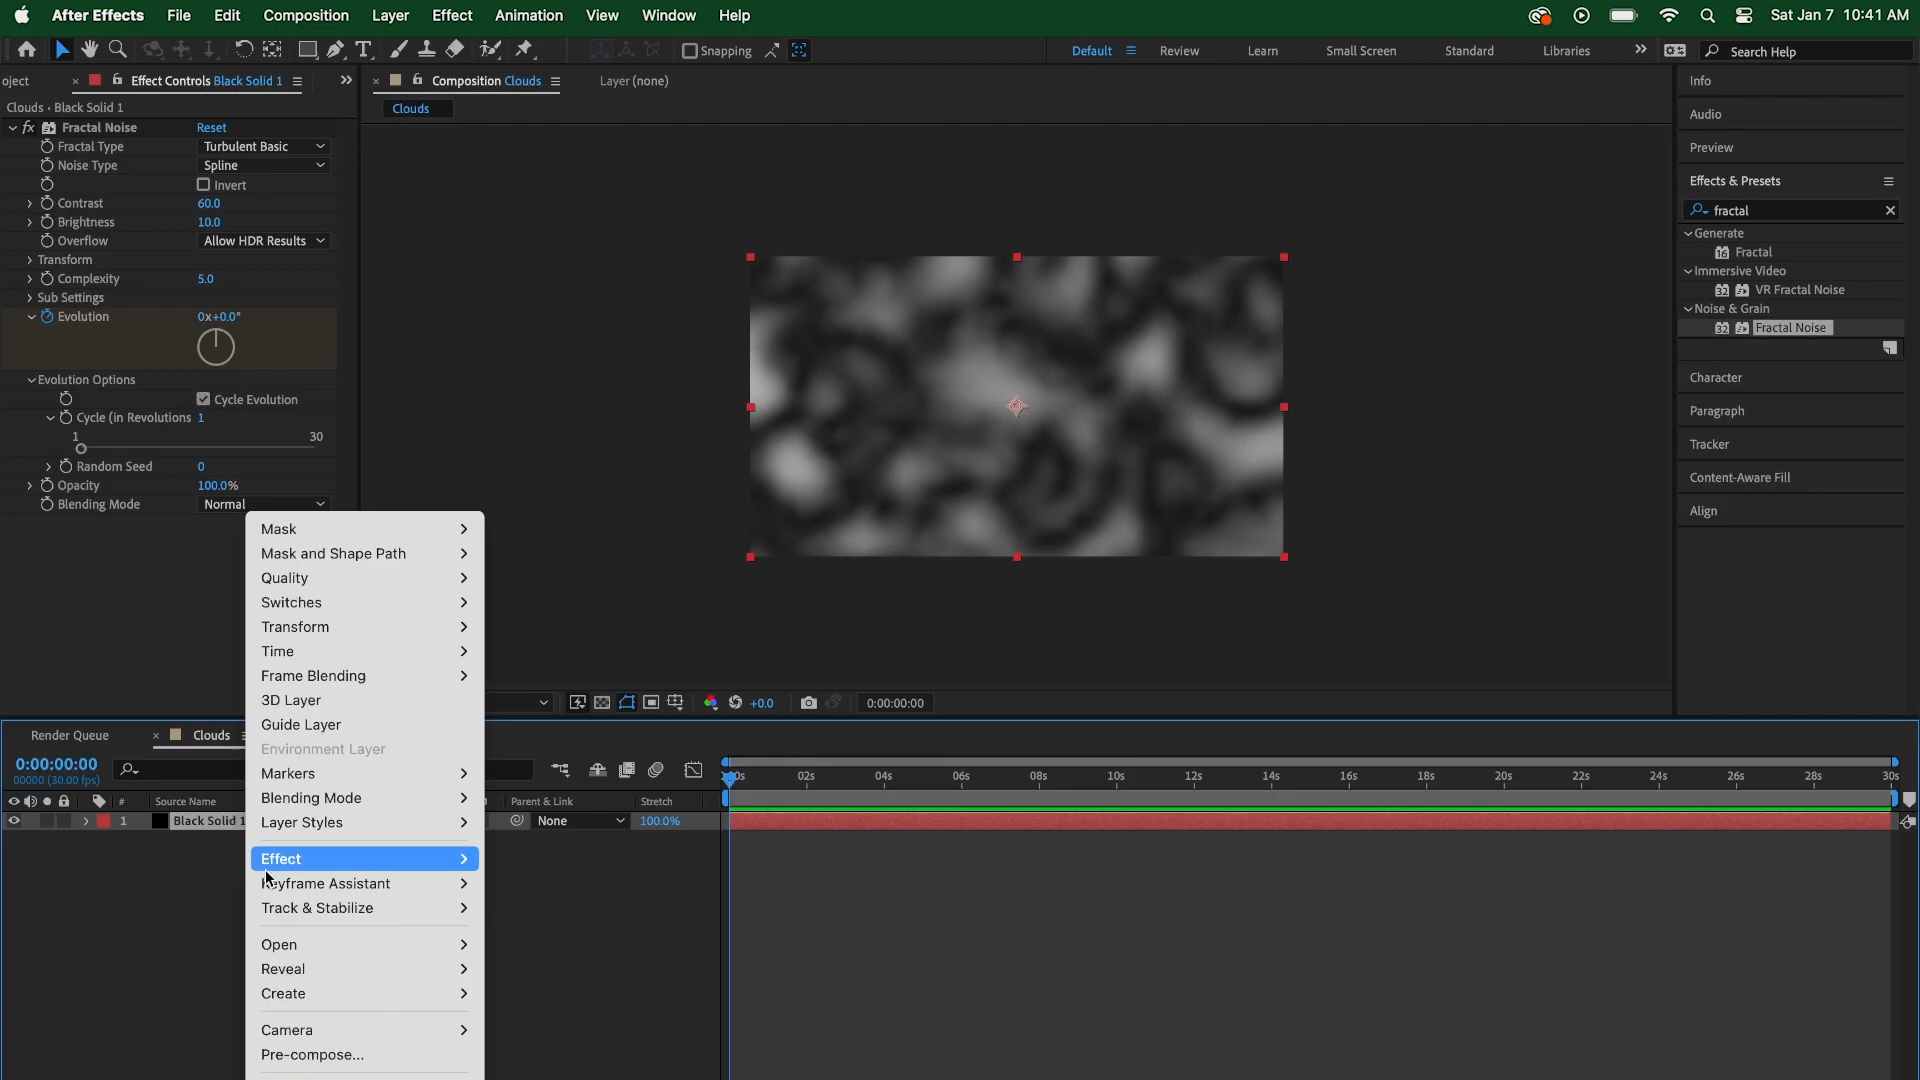 After Effects File Edit Composition Layer Effect Animation View Window Help Sat Jan 7 10:41 AM
Snapping Default Review Learn Small Screen Standard Libraries Search Help
oject Effect Controls Black Solid 1 Composition Clouds Layer (none)
Clouds • Black Solid 1
Clouds
fx Fractal Noise Reset
Fractal Type Turbulent Basic
Noise Type Spline
Invert
Contrast 60.0
Brightness 10.0
Overflow Allow HDR Results
Transform
Complexity 5.0
Sub Settings
Evolution 0x+0.0°
Evolution Options
Cycle Evolution
Cycle (in Revolutions 1
1 30
Random Seed 0
Opacity 100.0%
Blending Mode Normal
Mask
Mask and Shape Path
Quality
Switches
Transform
Time
Frame Blending
3D Layer
Guide Layer
Environment Layer
Markers
Blending Mode
Layer Styles
Effect
Keyframe Assistant
Track & Stabilize
Open
Reveal
Create
Camera
Pre-compose...
Info
Audio
Preview
Effects & Presets
fractal
Generate
16 Fractal
Immersive Video
32 VR Fractal Noise
Noise & Grain
32 Fractal Noise
Character
Paragraph
Tracker
Content-Aware Fill
Align
+0.0 0:00:00:00
Render Queue Clouds
0:00:00:00
00000 (30.00 fps)
02s 04s 06s 08s 10s 12s 14s 16s 18s 20s 22s 24s 26s 28s 30s
# Source Name Parent & Link Stretch
1 Black Solid 1 None 100.0%